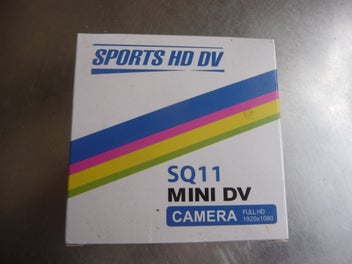 SPORTS HD DV
SQ11
MINI DV
CAMERA
FULL HD
1920x1080